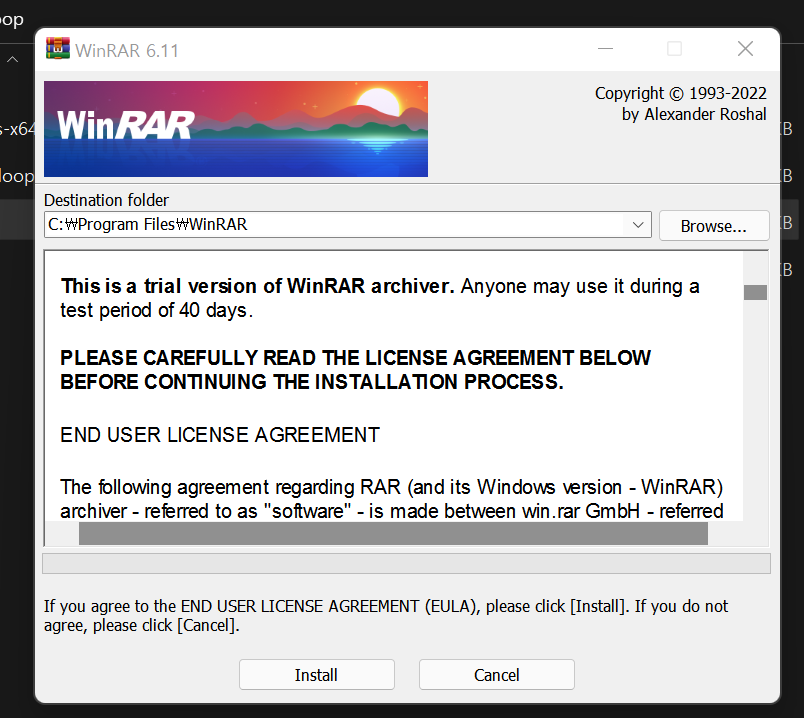 oop
WinRAR 6.11
WinRAR
Copyright © 1993-2022
by Alexander Roshal
s-x64
B
loop
B
Destination folder
C:₩Program Files₩WinRAR
Browse...
B
B
This is a trial version of WinRAR archiver. Anyone may use it during a
test period of 40 days.
PLEASE CAREFULLY READ THE LICENSE AGREEMENT BELOW
BEFORE CONTINUING THE INSTALLATION PROCESS.
END USER LICENSE AGREEMENT
The following agreement regarding RAR (and its Windows version - WinRAR)
archiver - referred to as "software" - is made between win.rar GmbH - referred
If you agree to the END USER LICENSE AGREEMENT (EULA), please click [Install]. If you do not
agree, please click [Cancel].
Install
Cancel